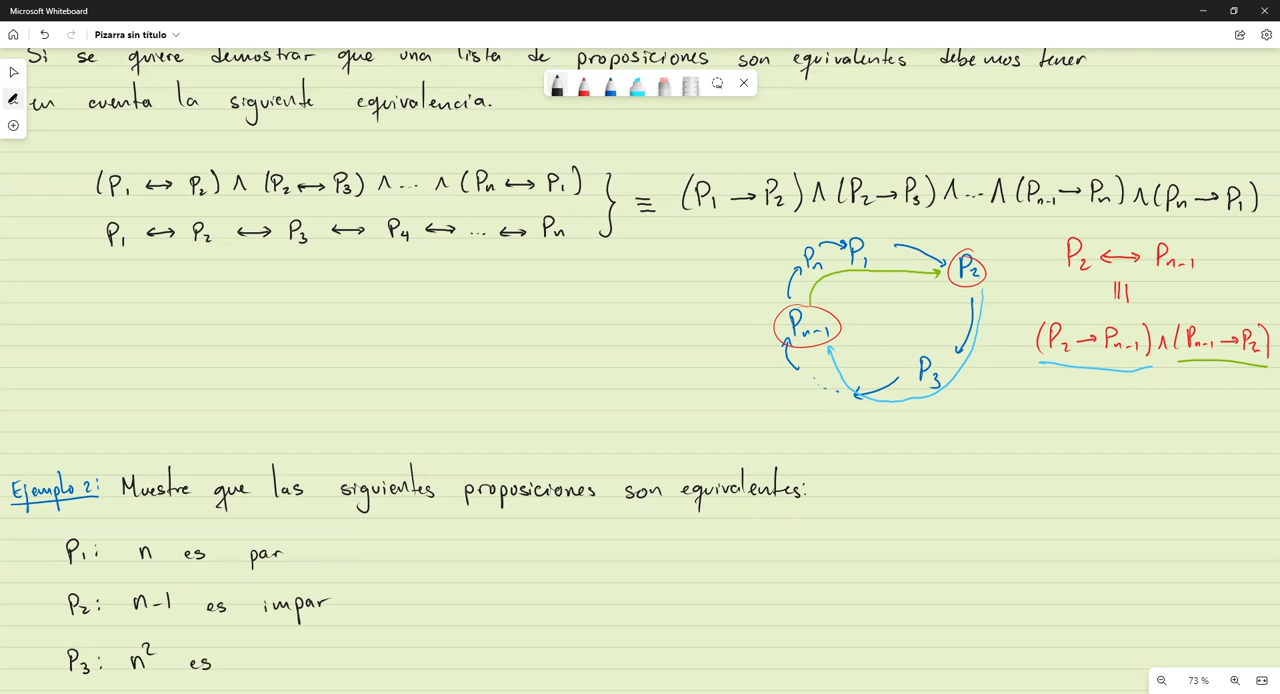 Microsoft Whiteboard
Pizarra sin título
Si se quiere demostrar que una lista de proposiciones son equivalentes debemos tener
en cuenta la siguiente equivalencia.
(P₁ ↔ P₂) ∧ (P₂ ↔ P₃) ∧ ... ∧ (Pₙ ↔ P₁) } ≡ (P₁ → P₂) ∧ (P₂ → P₃) ∧ ... ∧ (Pₙ₋₁ → Pₙ) ∧ (Pₙ → P₁)
P₁ ↔ P₂ ↔ P₃ ↔ P₄ ↔ ... ↔ Pₙ
Pₙ → P₁ → P₂
P₂ ↔ Pₙ₋₁
≡
Pₙ₋₁
(P₂ → Pₙ₋₁) ∧ (Pₙ₋₁ → P₂)
P₃
...
Ejemplo 2: Muestre que las siguientes proposiciones son equivalentes:
P₁: n es par
P₂: n-1 es impar
P₃: n² es
73 %